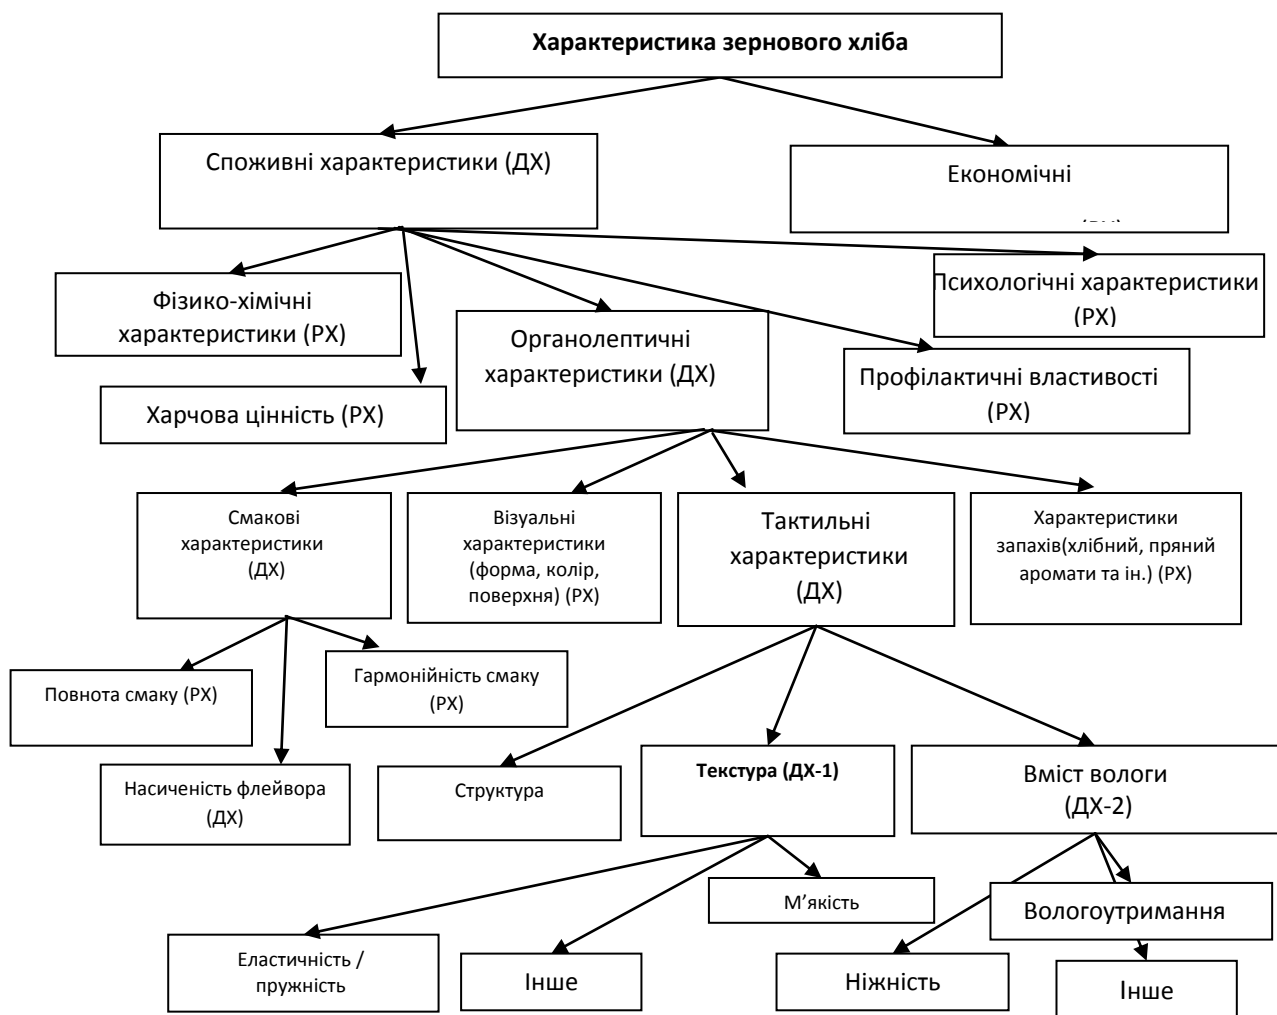 Характеристика зернового хліба
Споживні характеристики (ДХ)
Економічні
Фізико-хімічні
характеристики (РХ)
Психологічні характеристики
(РХ)
Органолептичні
характеристики (ДХ)
Профілактичні властивості
(РХ)
Харчова цінність (РХ)
Смакові
характеристики
(ДХ)
Візуальні
характеристики
(форма, колір,
поверхня) (РХ)
Тактильні
характеристики
(ДХ)
Характеристики
запахів(хлібний, пряний
аромати та ін.) (РХ)
Повнота смаку (РХ)
Гармонійність смаку
(РХ)
Насиченість флейвора
(ДХ)
Структура
Текстура (ДХ-1)
Вміст вологи
(ДХ-2)
М’якість
Вологоутримання
Еластичність /
пружність
Інше
Ніжність
Інше